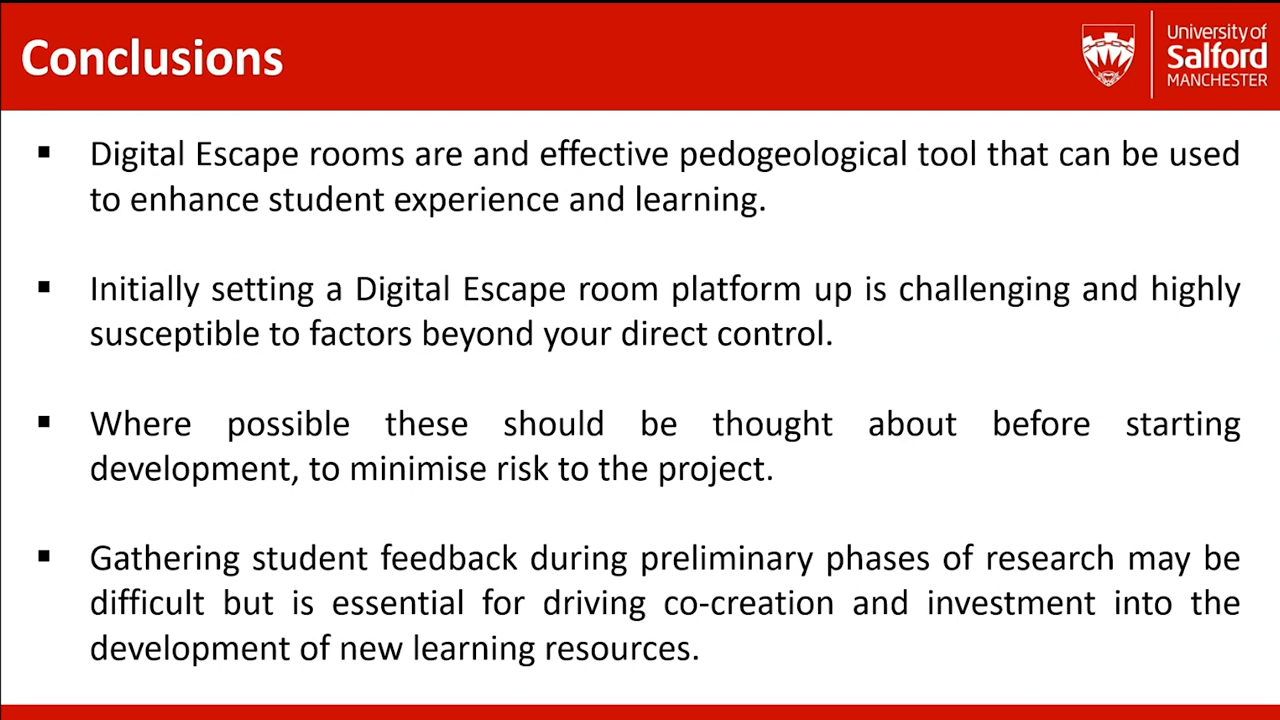 Conclusions
University of
Salford
MANCHESTER
▪ Digital Escape rooms are and effective pedogeological tool that can be used
to enhance student experience and learning.
▪ Initially setting a Digital Escape room platform up is challenging and highly
susceptible to factors beyond your direct control.
▪ Where possible these should be thought about before starting
development, to minimise risk to the project.
▪ Gathering student feedback during preliminary phases of research may be
difficult but is essential for driving co-creation and investment into the
development of new learning resources.